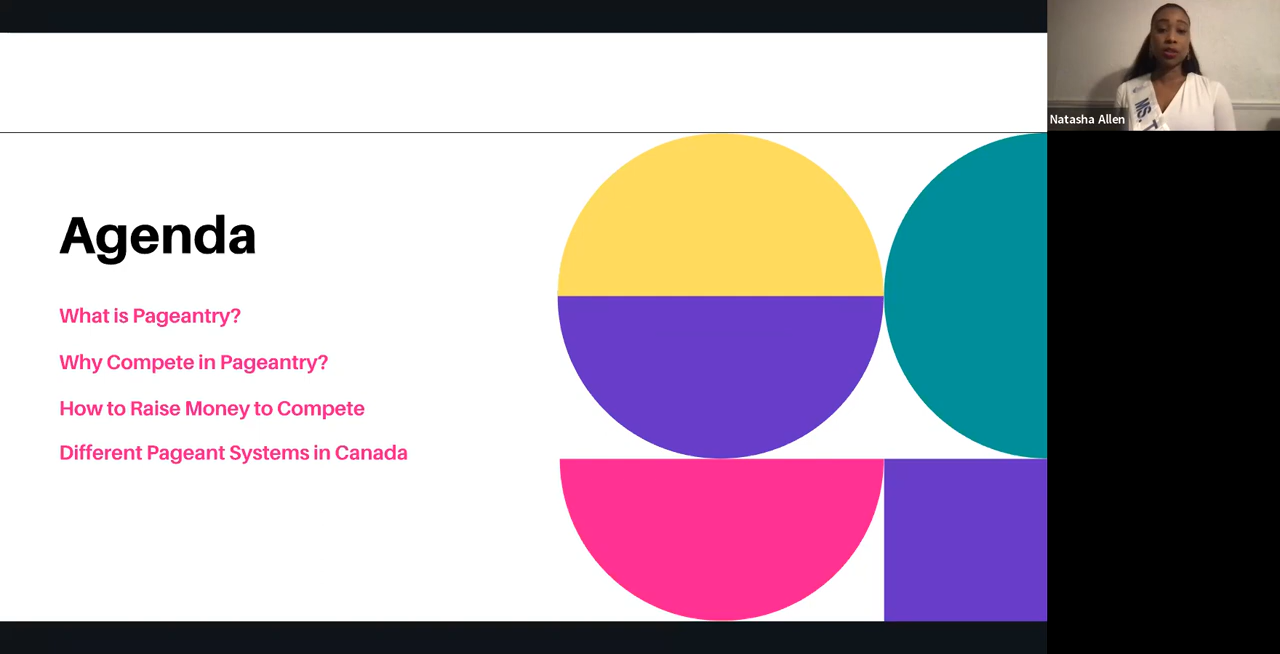 Agenda
What is Pageantry?
Why Compete in Pageantry?
How to Raise Money to Compete
Different Pageant Systems in Canada
Natasha Allen
MS. T